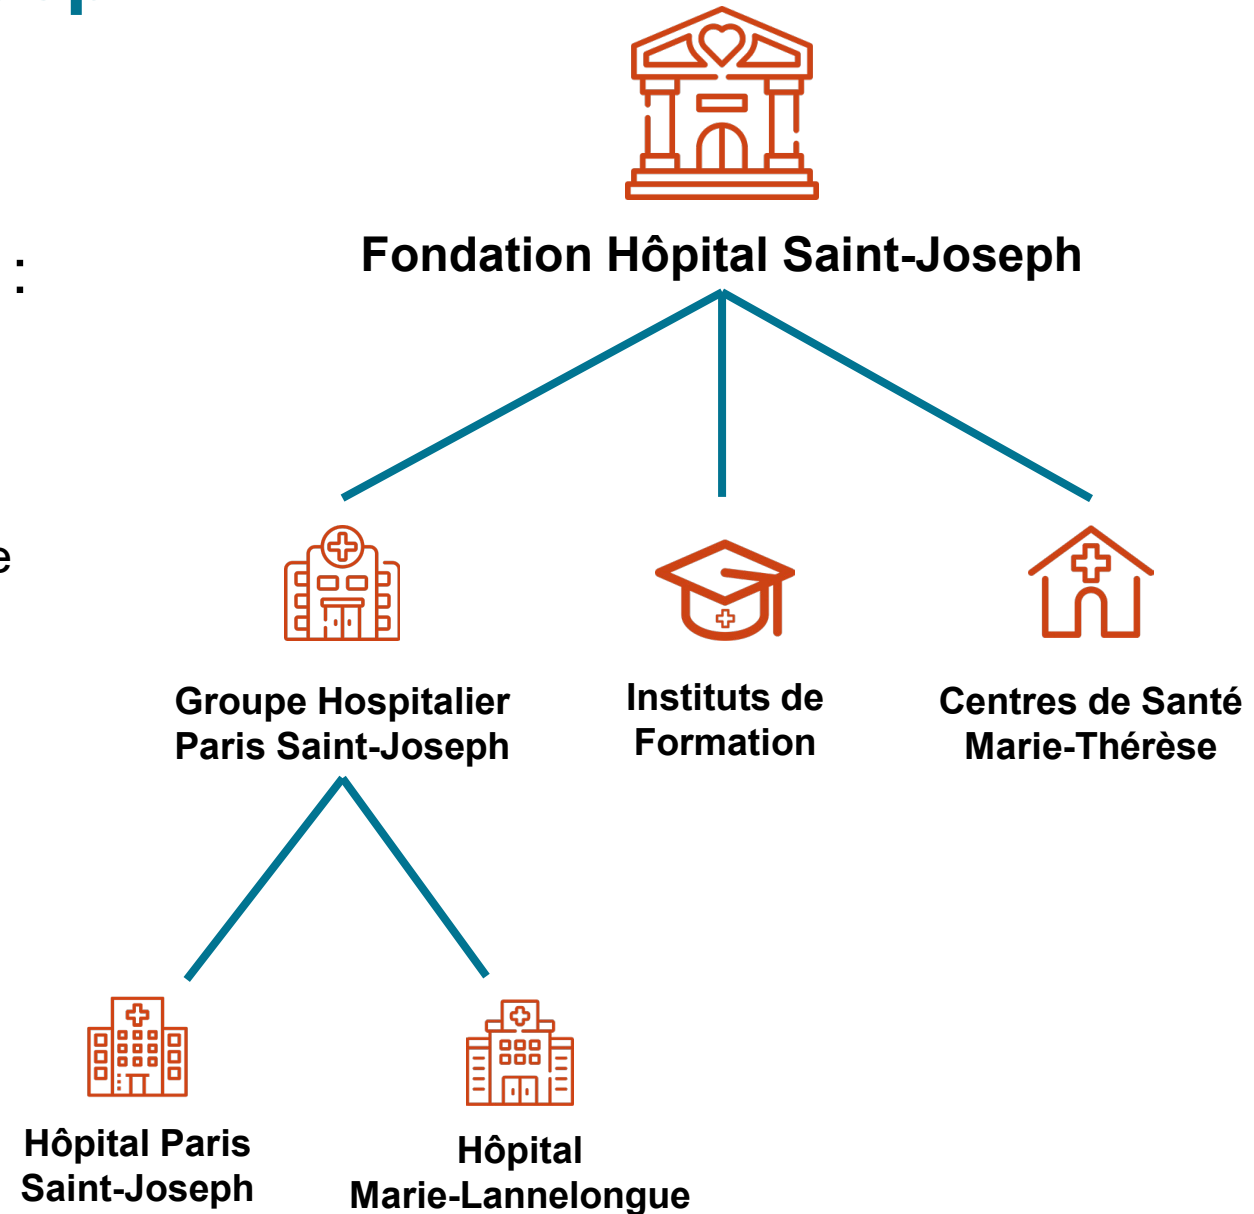 Fondation Hôpital Saint-Joseph
:
e
Groupe Hospitalier
Paris Saint-Joseph
Instituts de
Formation
Centres de Santé
Marie-Thérèse
Hôpital Paris
Saint-Joseph
Hôpital
Marie-Lannelongue